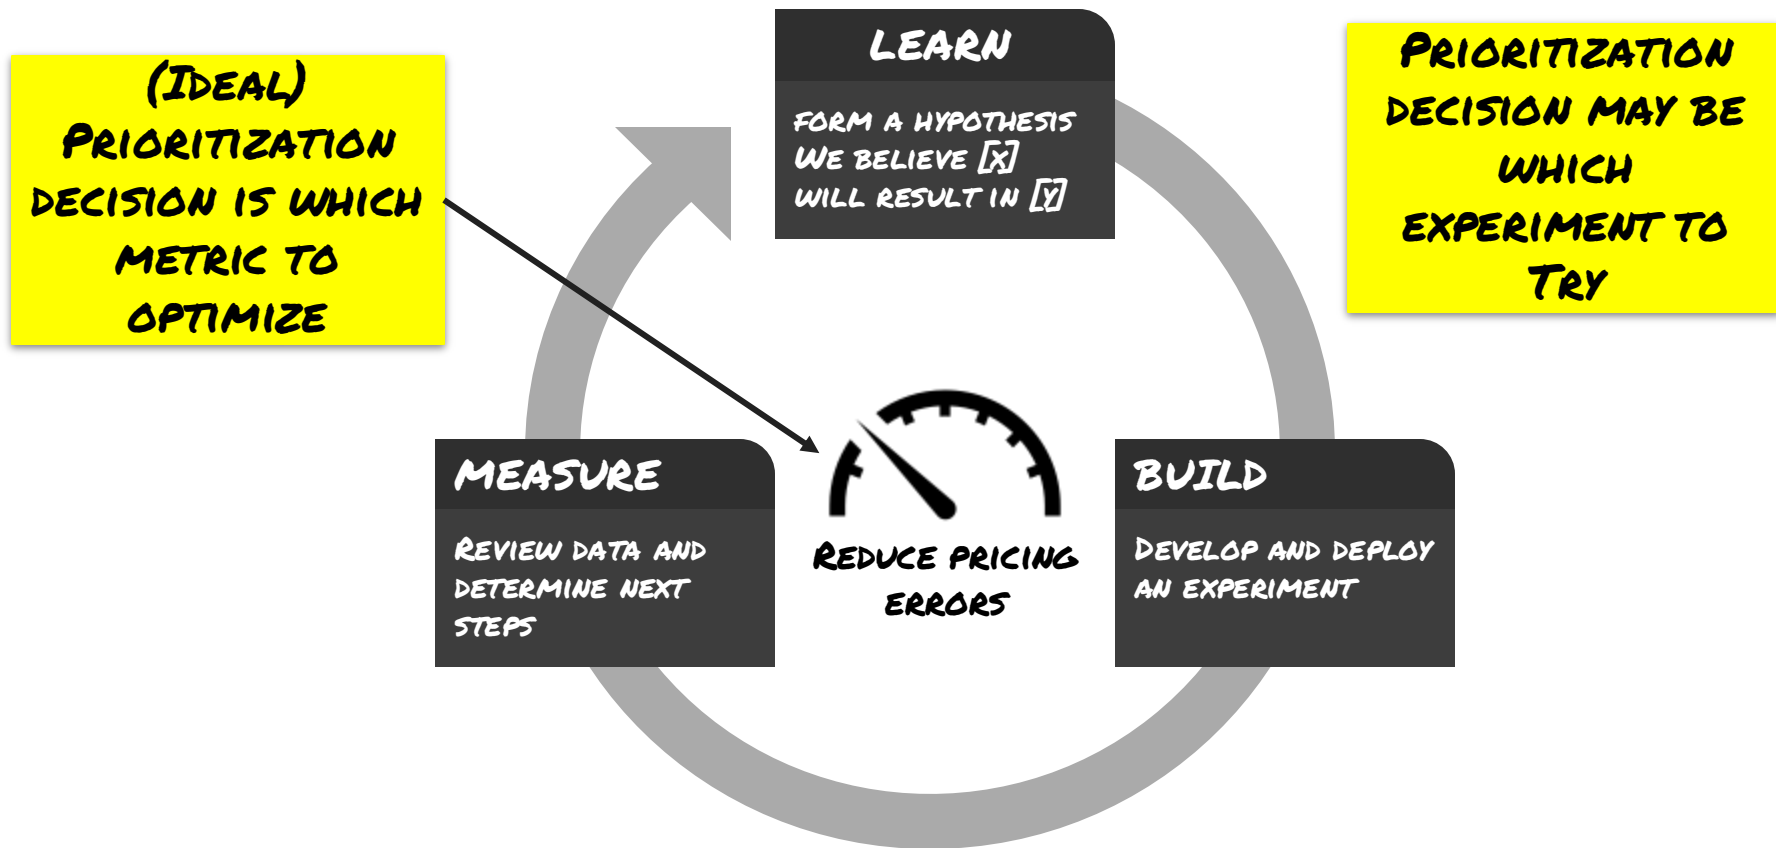 (Ideal)
Prioritization
decision is which
metric to
optimize
LEARN
form a hypothesis
We believe [X]
will result in [Y]
Prioritization
decision may be
which
experiment to
Try
MEASURE
Review data and
determine next
steps
Reduce pricing
errors
BUILD
Develop and deploy
an experiment